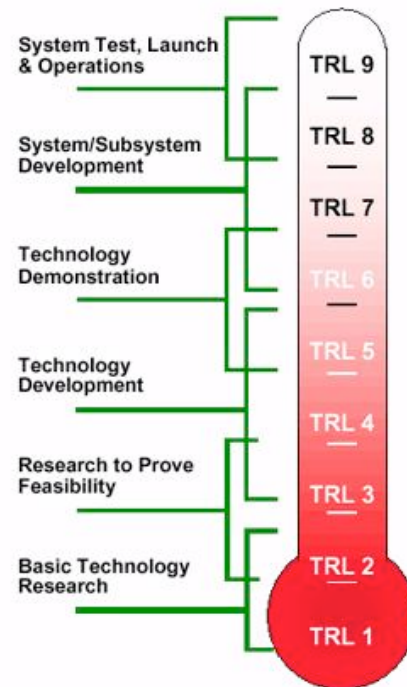 System Test, Launch
& Operations
System/Subsystem
Development
Technology
Demonstration
Technology
Development
Research to Prove
Feasibility
Basic Technology
Research
TRL 9
TRL 8
TRL 7
TRL 6
TRL 5
TRL 4
TRL 3
TRL 2
TRL 1